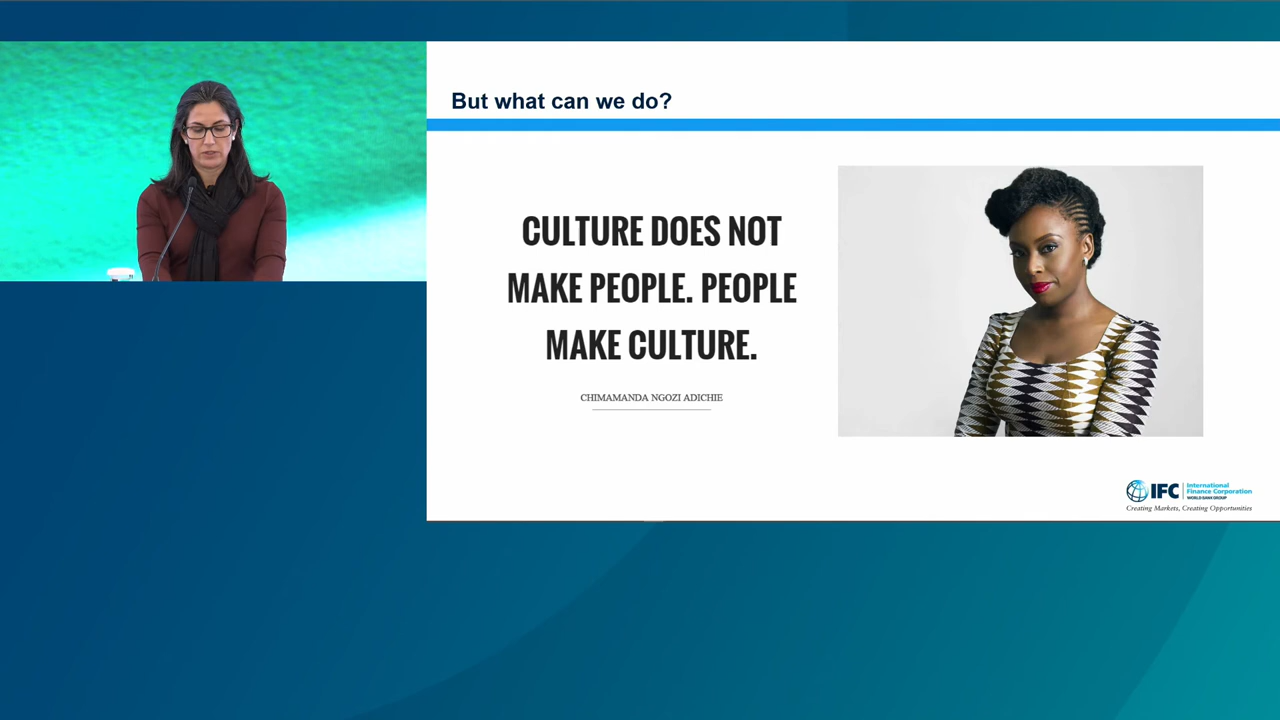 But what can we do?
CULTURE DOES NOT
MAKE PEOPLE. PEOPLE
MAKE CULTURE.
CHIMAMANDA NGOZI ADICHIE
IFC
International
Finance Corporation
WORLD BANK GROUP
Creating Markets, Creating Opportunities